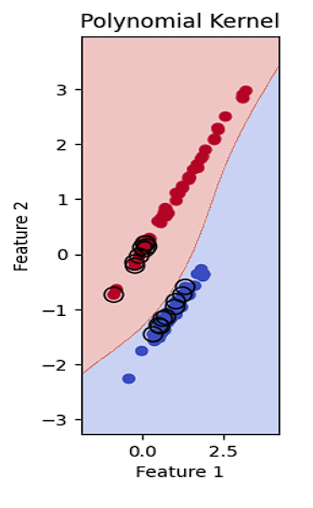 Polynomial Kernel
3
2
1
0
−1
−2
−3
Feature 2
0.0 2.5
Feature 1